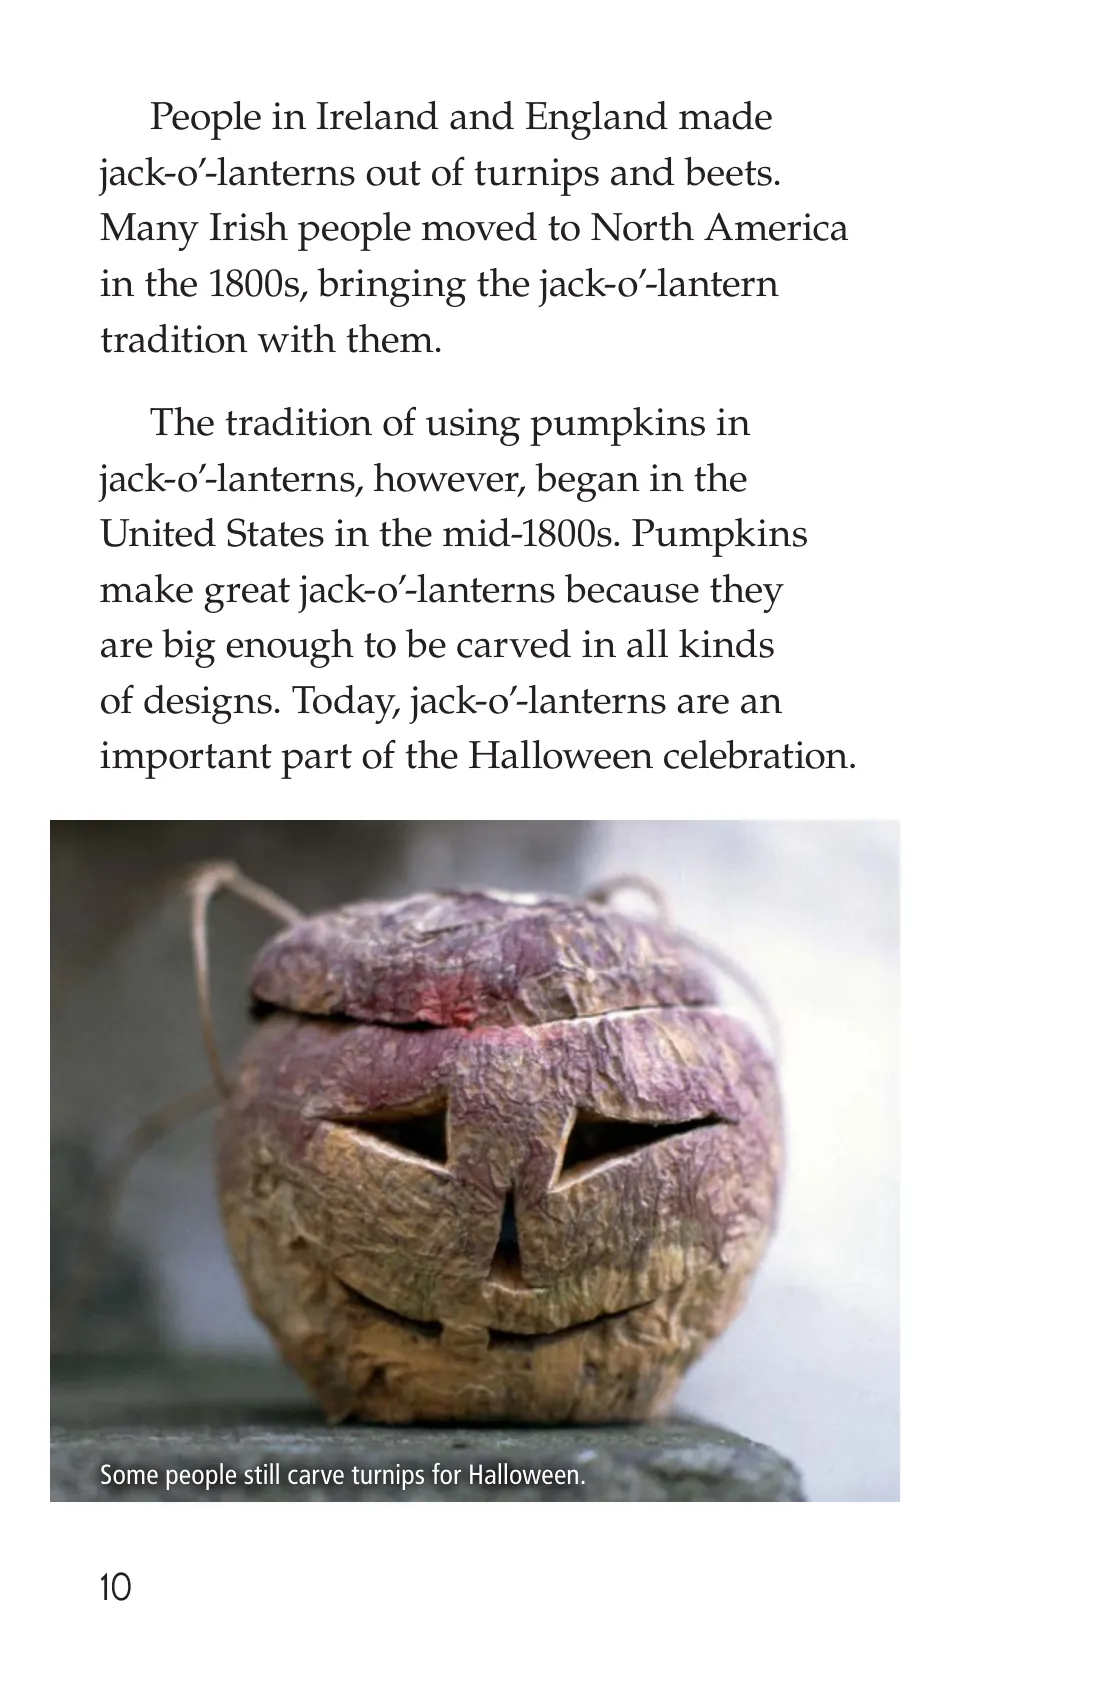 People in Ireland and England made
jack-o’-lanterns out of turnips and beets.
Many Irish people moved to North America
in the 1800s, bringing the jack-o’-lantern
tradition with them.
The tradition of using pumpkins in
jack-o’-lanterns, however, began in the
United States in the mid-1800s. Pumpkins
make great jack-o’-lanterns because they
are big enough to be carved in all kinds
of designs. Today, jack-o’-lanterns are an
important part of the Halloween celebration.
Some people still carve turnips for Halloween.
10